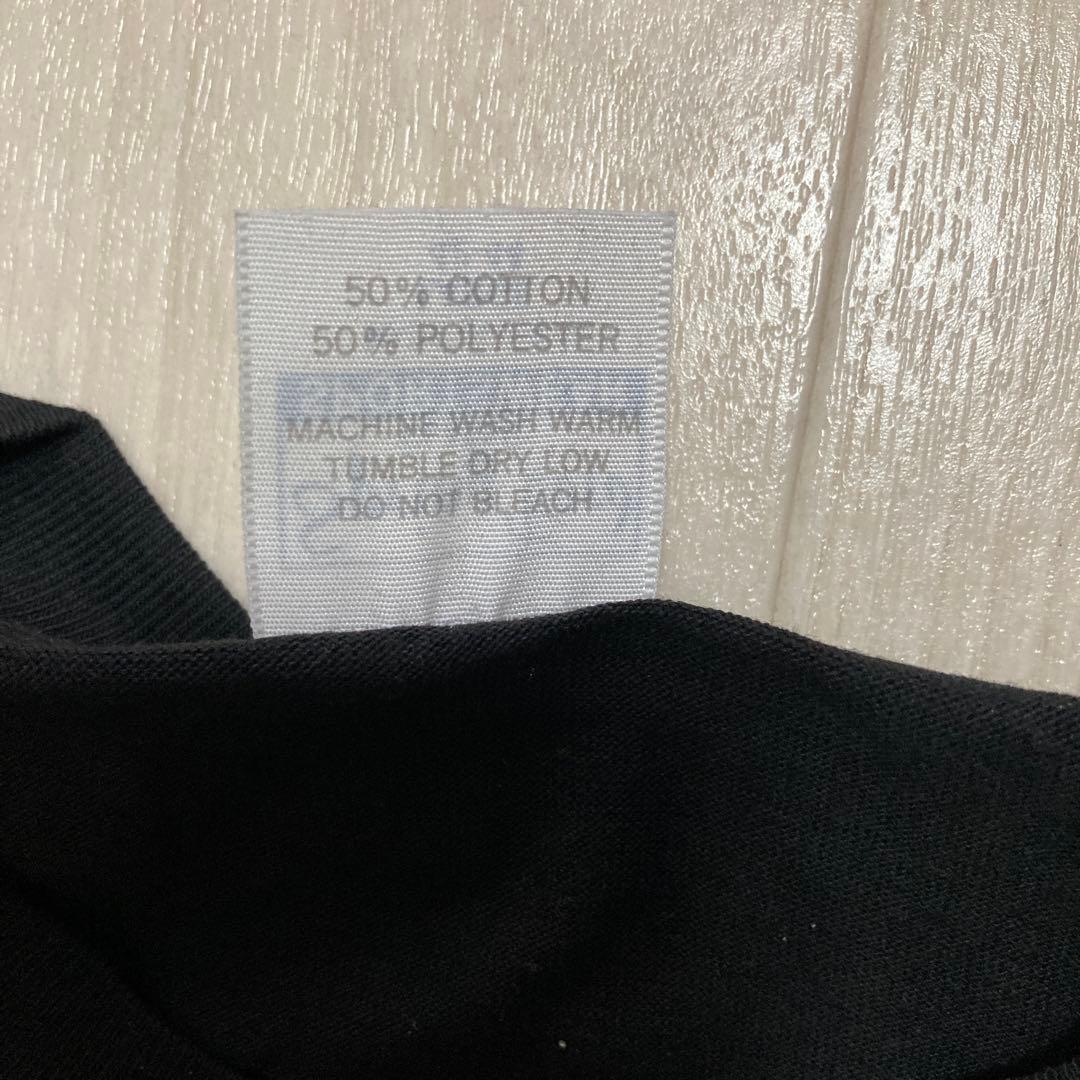 50% COTTON
50% POLYESTER
MACHINE WASH WARM
TUMBLE DRY LOW
DO NOT BLEACH